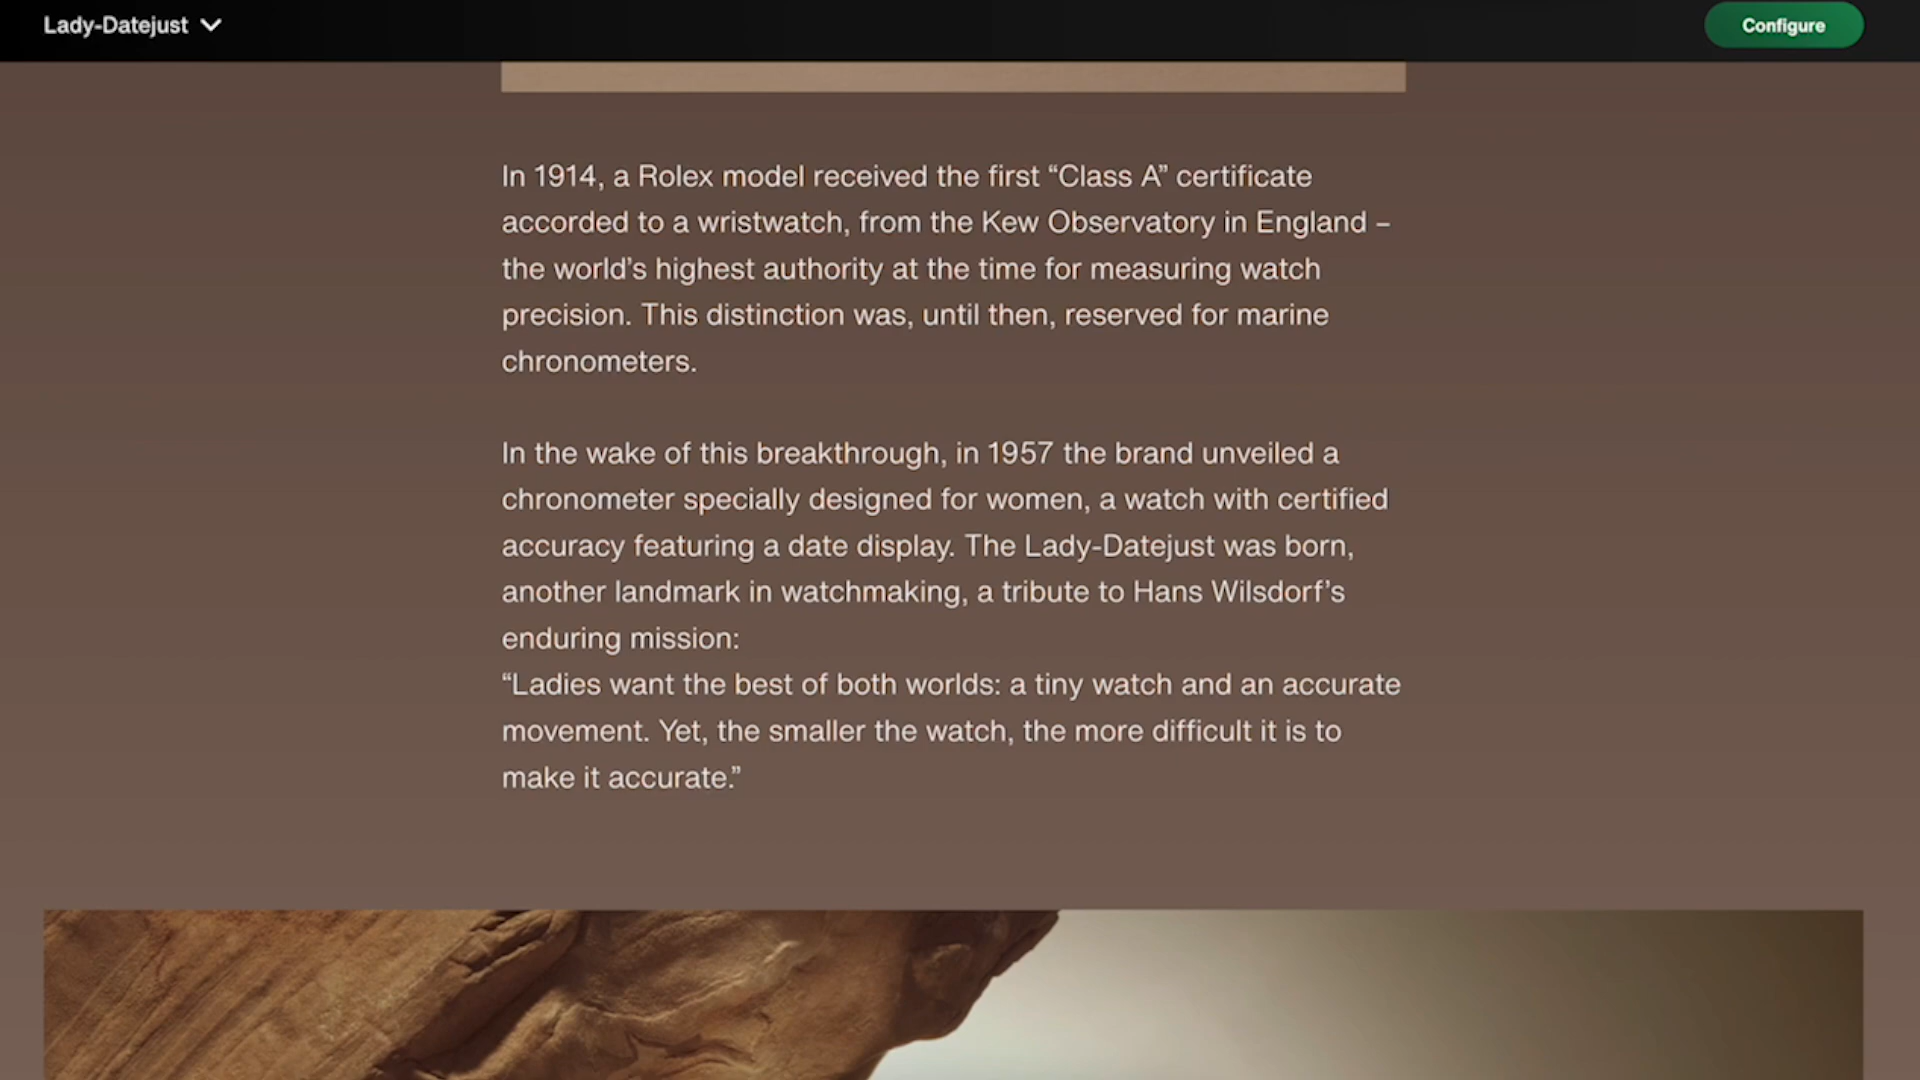 Lady-Datejust
Configure
In 1914, a Rolex model received the first “Class A” certificate
accorded to a wristwatch, from the Kew Observatory in England –
the world’s highest authority at the time for measuring watch
precision. This distinction was, until then, reserved for marine
chronometers.
In the wake of this breakthrough, in 1957 the brand unveiled a
chronometer specially designed for women, a watch with certified
accuracy featuring a date display. The Lady-Datejust was born,
another landmark in watchmaking, a tribute to Hans Wilsdorf’s
enduring mission:
“Ladies want the best of both worlds: a tiny watch and an accurate
movement. Yet, the smaller the watch, the more difficult it is to
make it accurate.”